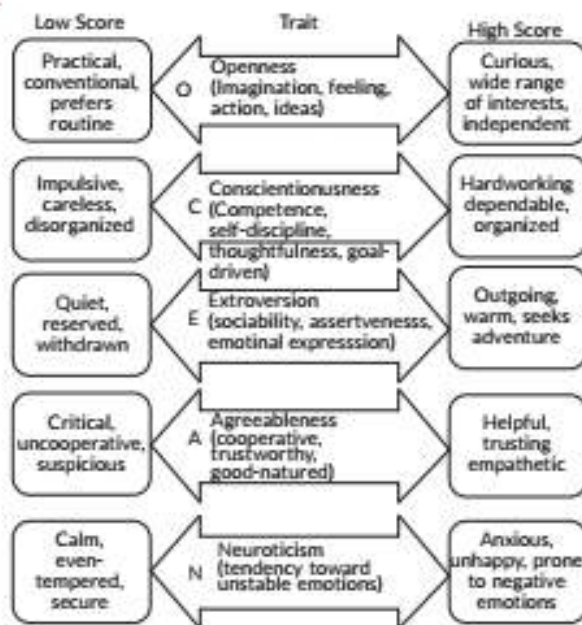 Low Score
Trait
High Score
Practical,
conventional,
prefers
routine
O
Openness
(Imagination, feeling,
action, ideas)
Curious,
wide range
of interests,
independent
Impulsive,
careless,
disorganized
C
Conscientionusness
(Competence,
self-discipline,
thoughtfulness, goal-
driven)
Hardworking
dependable,
organized
Quiet,
reserved,
withdrawn
E
Extroversion
(sociability, assertvenesss,
emotinal expresssion)
Outgoing,
warm, seeks
adventure
Critical,
uncooperative,
suspicious
A
Agreeableness
(cooperative,
trustworthy,
good-natured)
Helpful,
trusting
empathetic
Calm,
even-
tempered,
secure
N
Neuroticism
(tendency toward
unstable emotions)
Anxious,
unhappy, prone
to negative
emotions